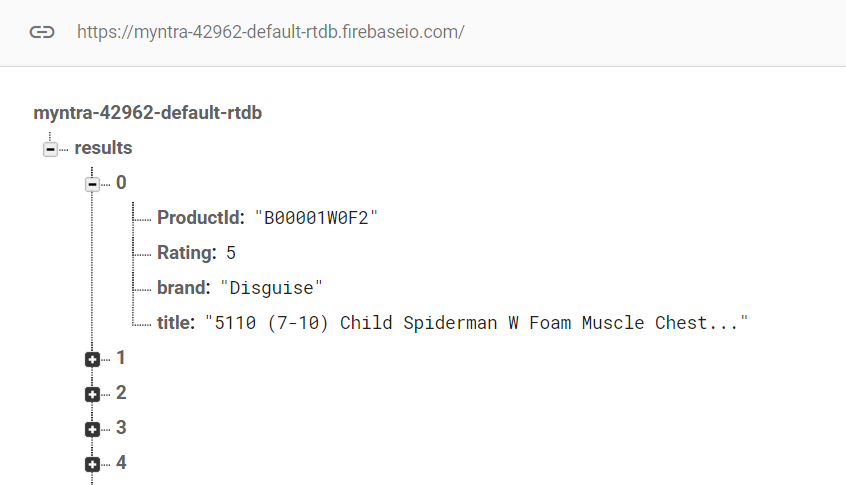 https://myntra-42962-default-rtdb.firebaseio.com/
myntra-42962-default-rtdb
results
0
ProductId: "B00001W0F2"
Rating: 5
brand: "Disguise"
title: "5110 (7-10) Child Spiderman W Foam Muscle Chest..."
1
2
3
4